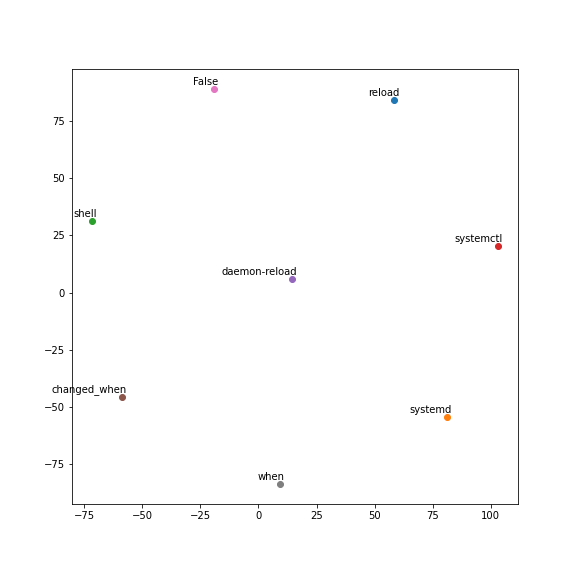 False
reload
75
50
shell
25
systemctl
daemon-reload
0
−25
changed_when
−50
systemd
−75
when
−75 −50 −25 0 25 50 75 100